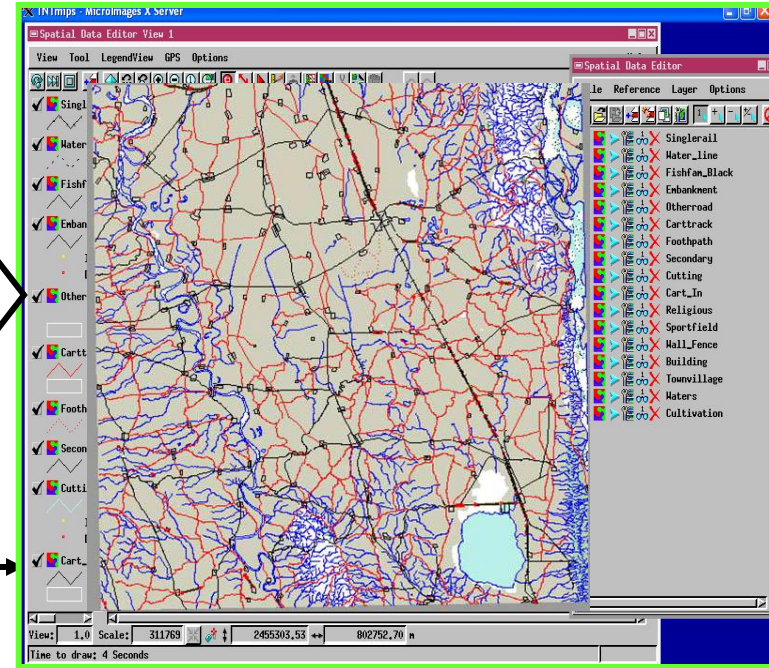 TNTmips - MicroImages X Server
Spatial Data Editor View 1
View Tool LegendView GPS Options
Singl
Water
Fishf
Emban
Other
Cartt
Footh
Secon
Cutti
Cart_
View: 1.0 Scale: 311769 2455303.53 802752.70 m
Time to draw: 4 Seconds
Spatial Data Editor
le Reference Layer Options
Singlerail
Water_line
Fishfam_Black
Embankment
Otherroad
Carttrack
Footpath
Secondary
Cutting
Cart_In
Religious
Sportfield
Wall_Fence
Building
Townvillage
Waters
Cultivation